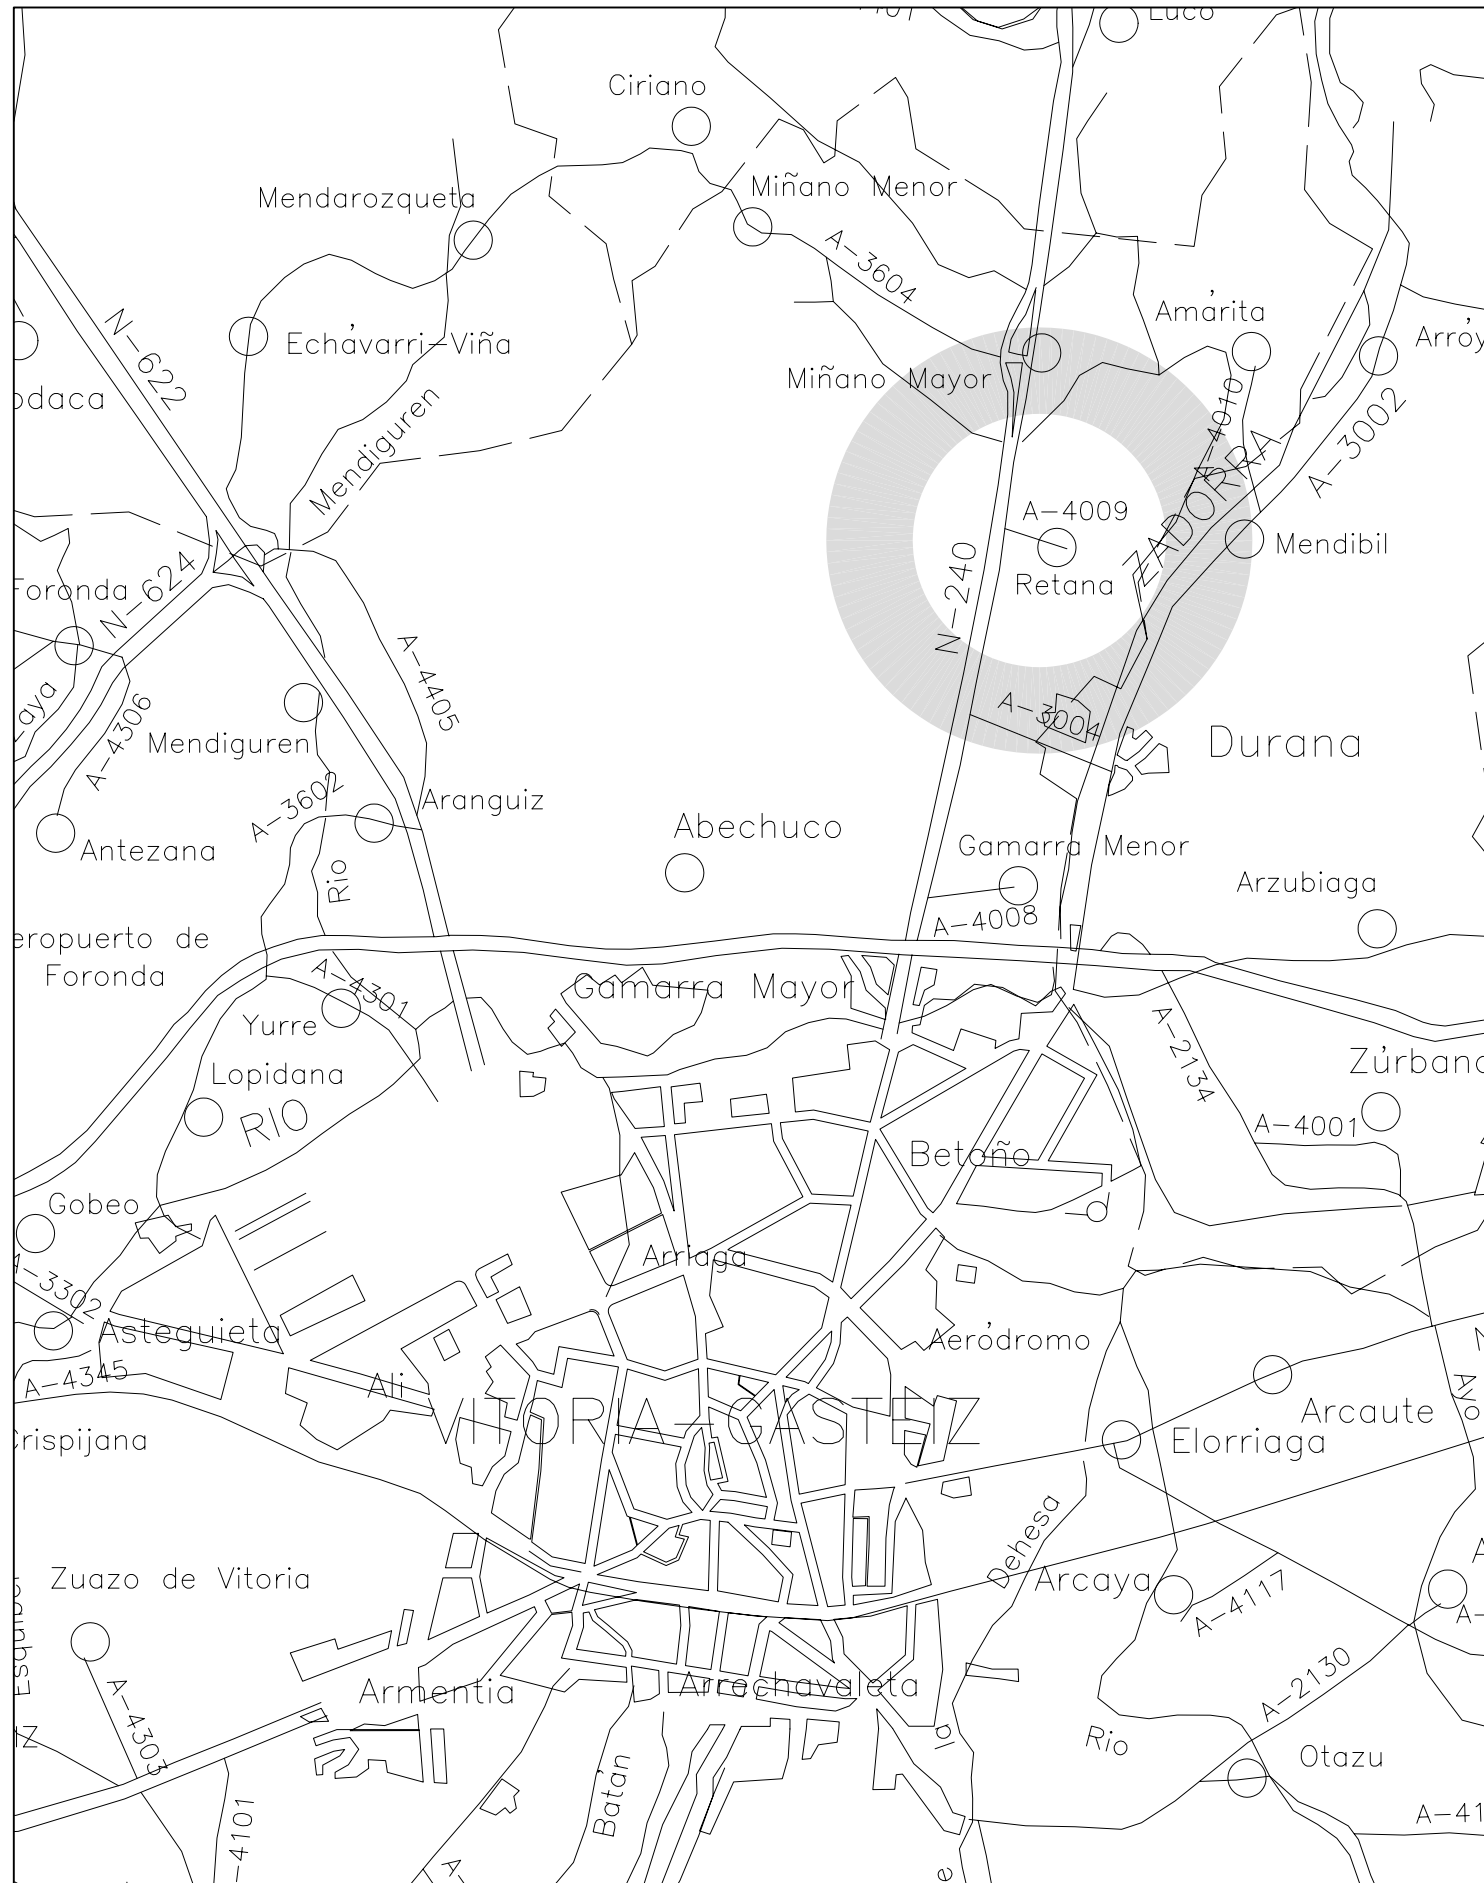 Luco
Ciriano
Mendarozqueta
Miñano Menor
A-3604
N-622
Echávarri-Viña
Amárita
odaca
Mendiguren
Miñano Mayor
A-4010
A-3002
A-4009
ZADORRA
Mendibil
Retana
Foronda
N-624
N-240
A-4405
A-4306
Mendiguren
A-3004
Durana
A-3602
Aranguiz
Antezana
Abechuco
Gamarra Menor
Rio
Arzubiaga
A-4008
eropuerto de
Foronda
A-4301
Gamarra Mayor
Yurre
A-2134
Lopidana
RIO
A-4001
Betoño
Gobeo
Arriaga
A-3302
Asteguieta
Aeródromo
A-4345
Ali
VITORIA-GASTEIZ
Arcaute
Elorriaga
Crispijana
Dehesa
Zuazo de Vitoria
Arcaya
A-4117
A-
A-2130
Armentia
Arrechavaleta
A-4303
Rio
Otazu
Batán
-4101
A-41
A-